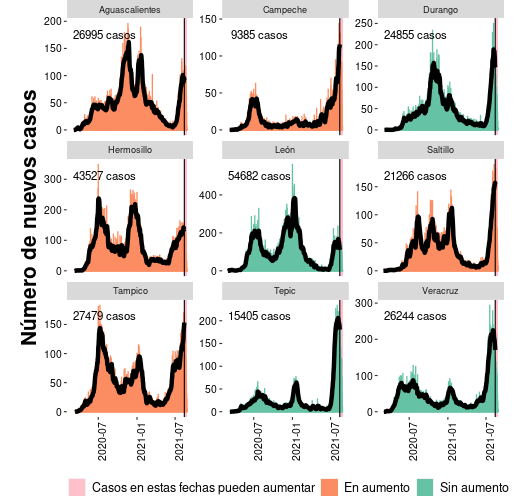 Número de nuevos casos
Aguascalientes
Campeche
Durango
200
150
100
50
0
26995 casos
150
100
50
0
9385 casos
250
200
150
100
50
0
24855 casos
Hermosillo
León
Saltillo
300
200
100
0
43527 casos
400
200
0
54682 casos
150
100
50
0
21266 casos
Tampico
Tepic
Veracruz
150
100
50
0
27479 casos
200
150
100
50
0
15405 casos
300
200
100
0
26244 casos
2020-07
2021-01
2021-07
2020-07
2021-01
2021-07
2020-07
2021-01
2021-07
Casos en estas fechas pueden aumentar
En aumento
Sin aumento